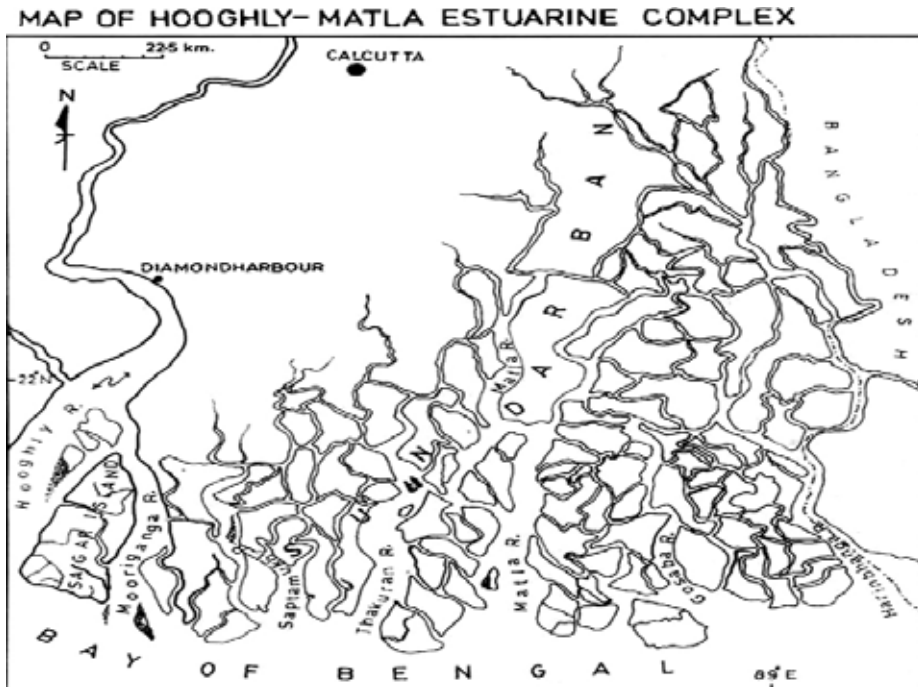 MAP OF HOOGHLY-MATLA ESTUARINE COMPLEX
0 22.5 km.
SCALE
CALCUTTA
N
BANGLADESH
DIAMONDHARBOUR
22°N
Hooghly R.
SAGAR ISLAND
Mooriganga R.
SUNDARBAN
Saptamukhi
Thakuran R.
Matla R.
Matla R.
Gosaba R.
Harinbhanga R.
BAY OF BENGAL
89°E